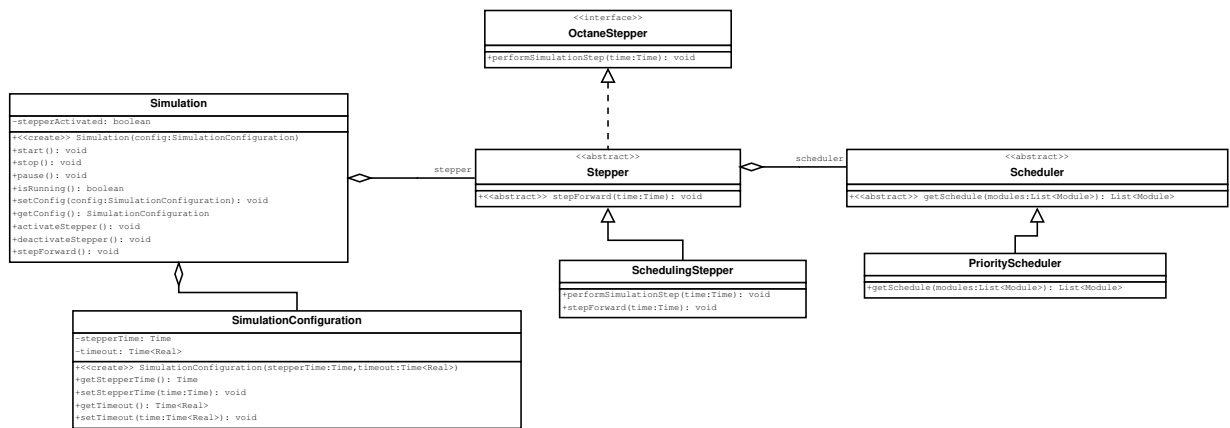 <<interface>>
OctaneStepper
+performSimulationStep(time:Time): void
Simulation
-stepperActivated: boolean
+<<create>> Simulation(config:SimulationConfiguration)
+start(): void
+stop(): void
+pause(): void
+isRunning(): boolean
+setConfig(config:SimulationConfiguration): void
+getConfig(): SimulationConfiguration
+activateStepper(): void
+deactivateStepper(): void
+stepForward(): void
stepper
<<abstract>>
Stepper
+<<abstract>> stepForward(time:Time): void
scheduler
<<abstract>>
Scheduler
+<<abstract>> getSchedule(modules:List<Module>): List<Module>
SchedulingStepper
+performSimulationStep(time:Time): void
+stepForward(time:Time): void
PriorityScheduler
+getSchedule(modules:List<Module>): List<Module>
SimulationConfiguration
-stepperTime: Time
-timeout: Time<Real>
+<<create>> SimulationConfiguration(stepperTime:Time,timeout:Time<Real>)
+getStepperTime(): Time
+setStepperTime(time:Time): void
+getTimeout(): Time<Real>
+setTimeout(time:Time<Real>): void